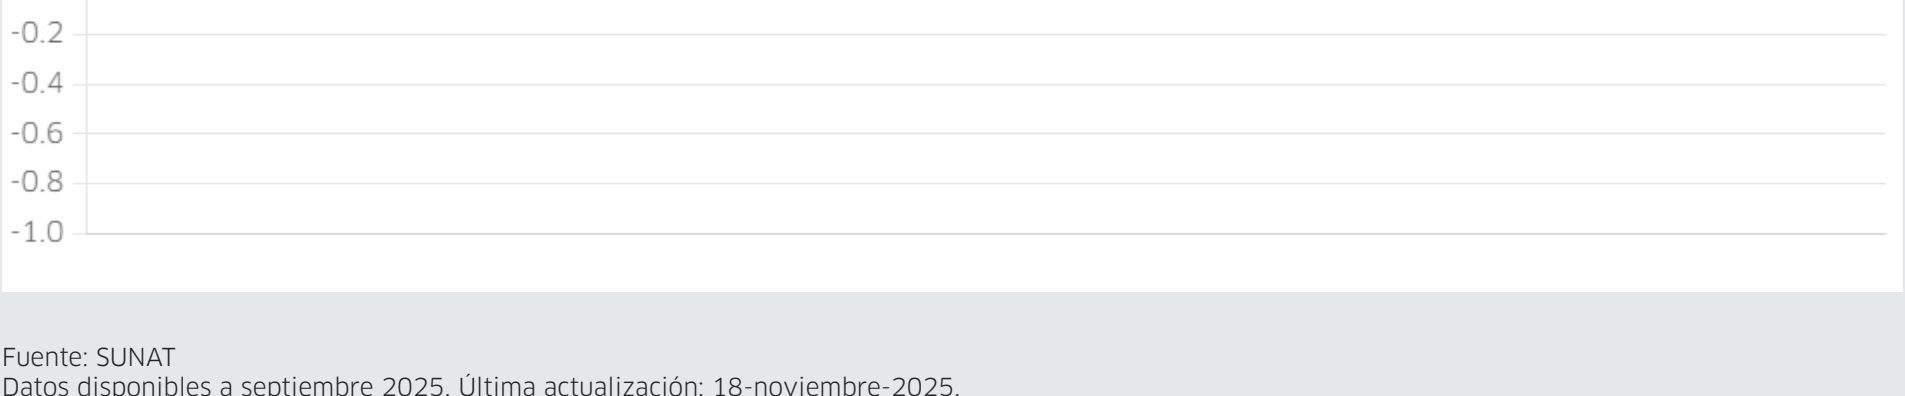 -0.2
-0.4
-0.6
-0.8
-1.0
Fuente: SUNAT
Datos disponibles a septiembre 2025. Última actualización: 18-noviembre-2025.